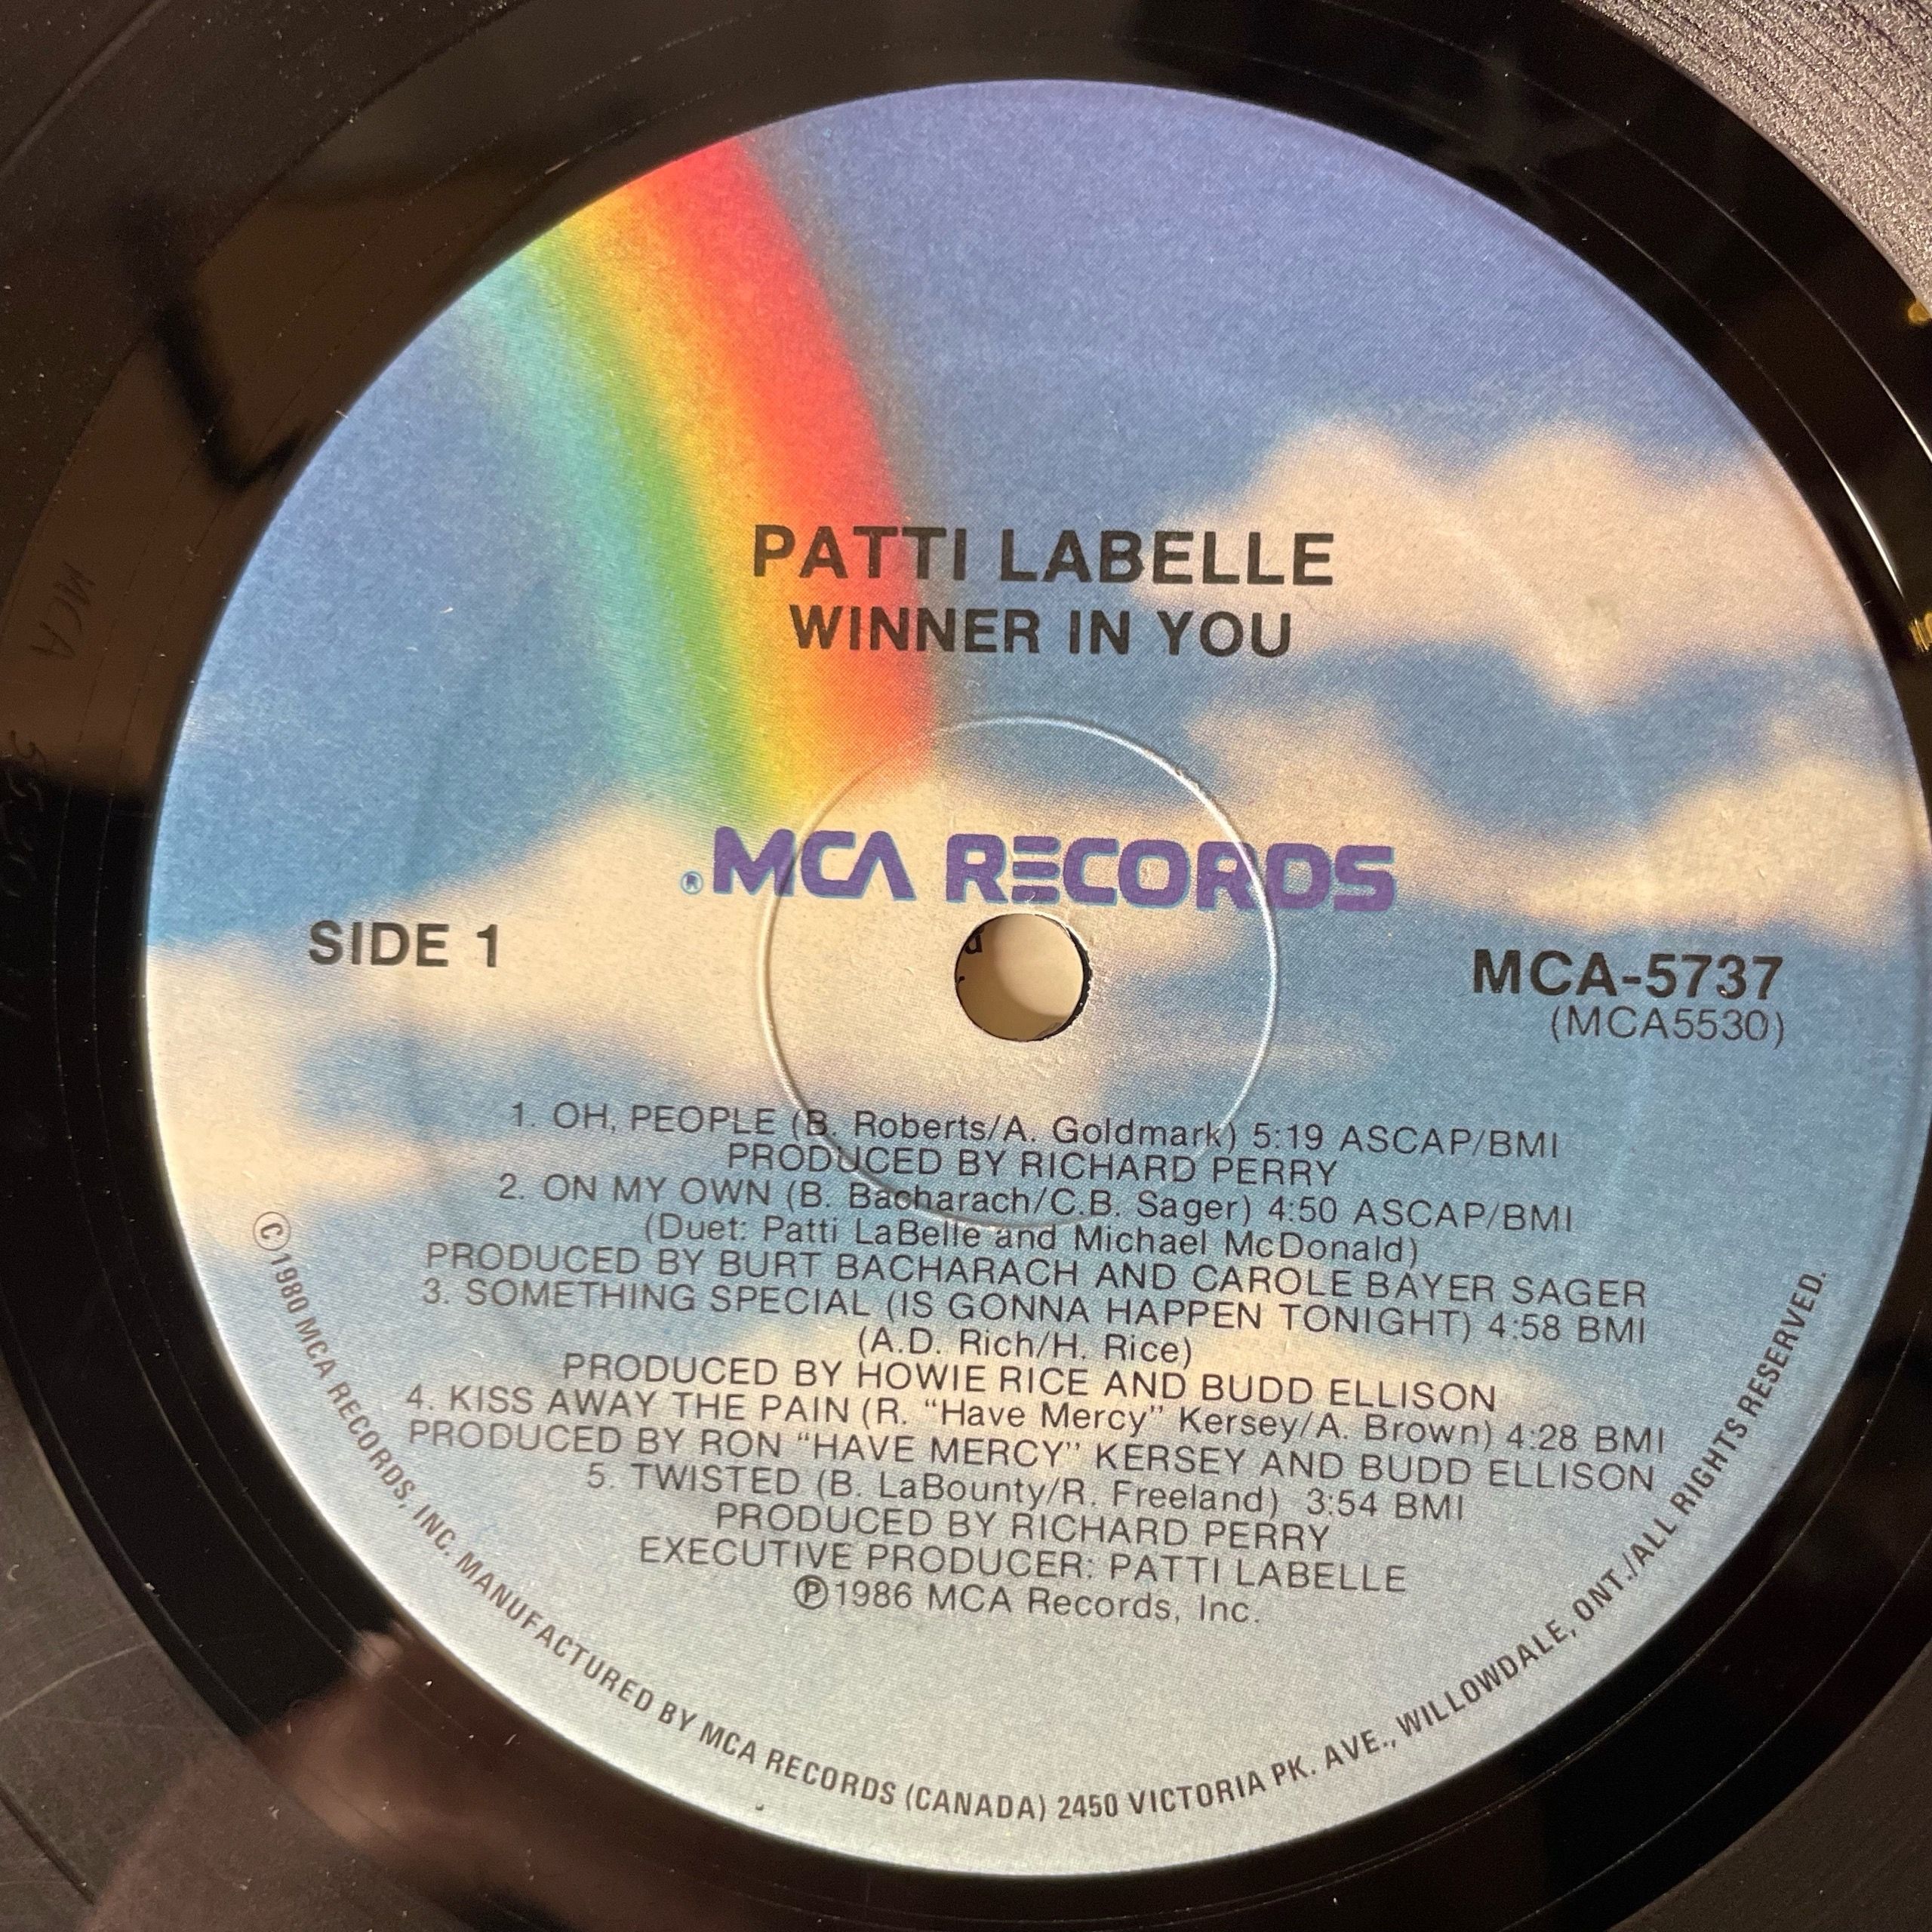 PATTI LABELLE
WINNER IN YOU
®MCA RECORDS
SIDE 1
MCA-5737
(MCA5530)
1. OH, PEOPLE (B. Roberts/A. Goldmark) 5:19 ASCAP/BMI
PRODUCED BY RICHARD PERRY
2. ON MY OWN (B. Bacharach/C.B. Sager) 4:50 ASCAP/BMI
(Duet: Patti LaBelle and Michael McDonald)
PRODUCED BY BURT BACHARACH AND CAROLE BAYER SAGER
3. SOMETHING SPECIAL (IS GONNA HAPPEN TONIGHT) 4:58 BMI
(A.D. Rich/H. Rice)
PRODUCED BY HOWIE RICE AND BUDD ELLISON
4. KISS AWAY THE PAIN (R. “Have Mercy” Kersey/A. Brown) 4:28 BMI
PRODUCED BY RON “HAVE MERCY” KERSEY AND BUDD ELLISON
5. TWISTED (B. LaBounty/R. Freeland) 3:54 BMI
PRODUCED BY RICHARD PERRY
EXECUTIVE PRODUCER: PATTI LABELLE
℗1986 MCA Records, Inc.
©1980 MCA RECORDS, INC. MANUFACTURED BY MCA RECORDS (CANADA) 2450 VICTORIA PK. AVE., WILLOWDALE, ONT./ALL RIGHTS RESERVED.
MCA